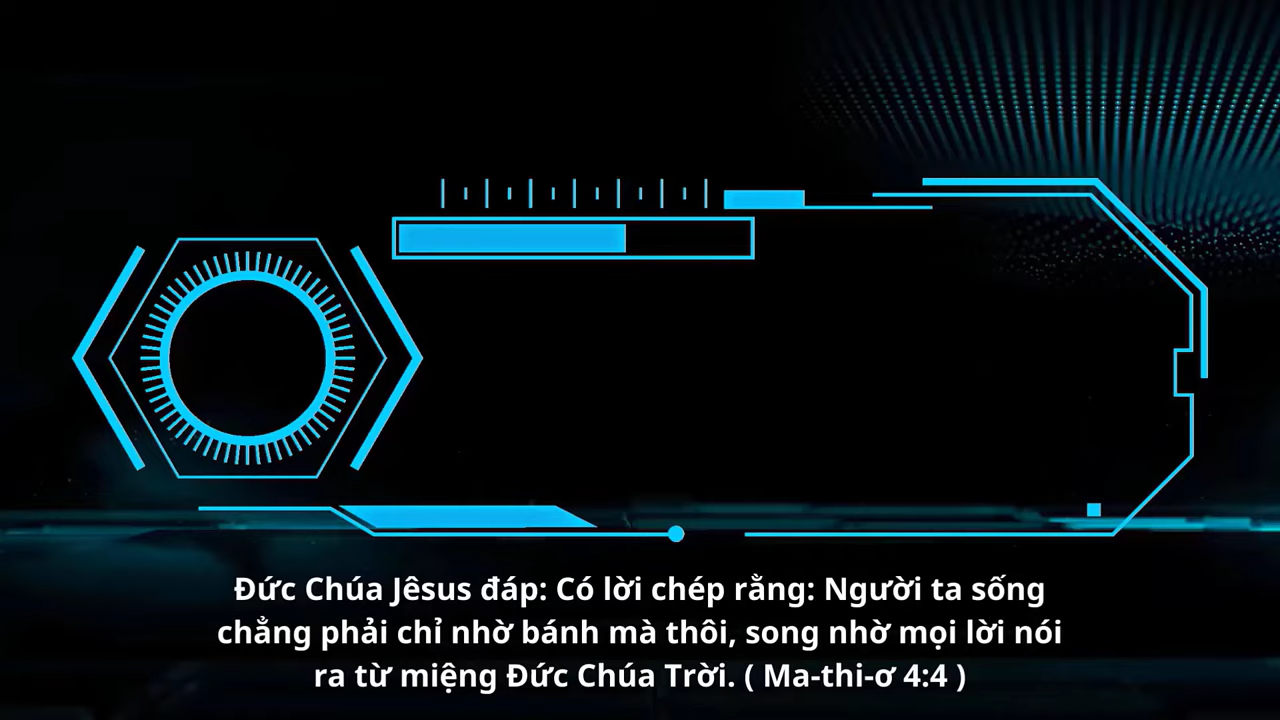 Đức Chúa Jêsus đáp: Có lời chép rằng: Người ta sống
chẳng phải chỉ nhờ bánh mà thôi, song nhờ mọi lời nói
ra từ miệng Đức Chúa Trời. ( Ma-thi-ơ 4:4 )